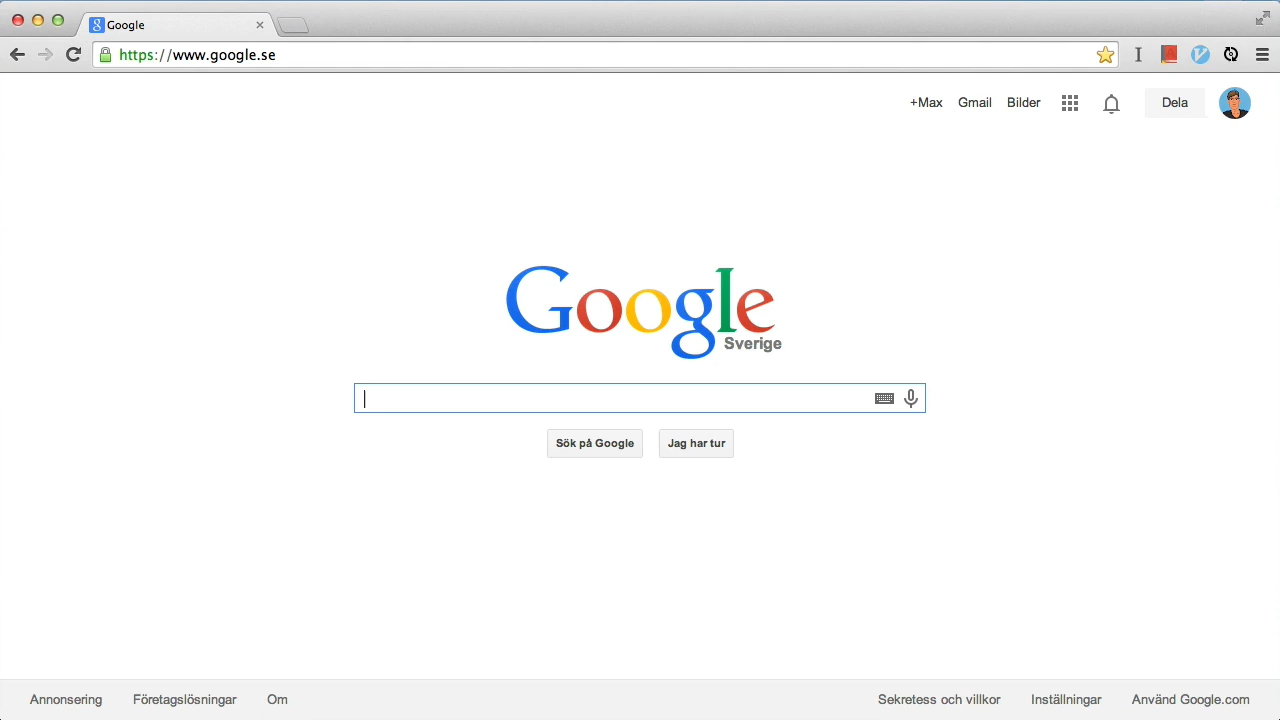 Google
https://www.google.se
+Max Gmail Bilder Dela
Google
Sverige
Sök på Google Jag har tur
Annonsering Företagslösningar Om Sekretess och villkor Inställningar Använd Google.com